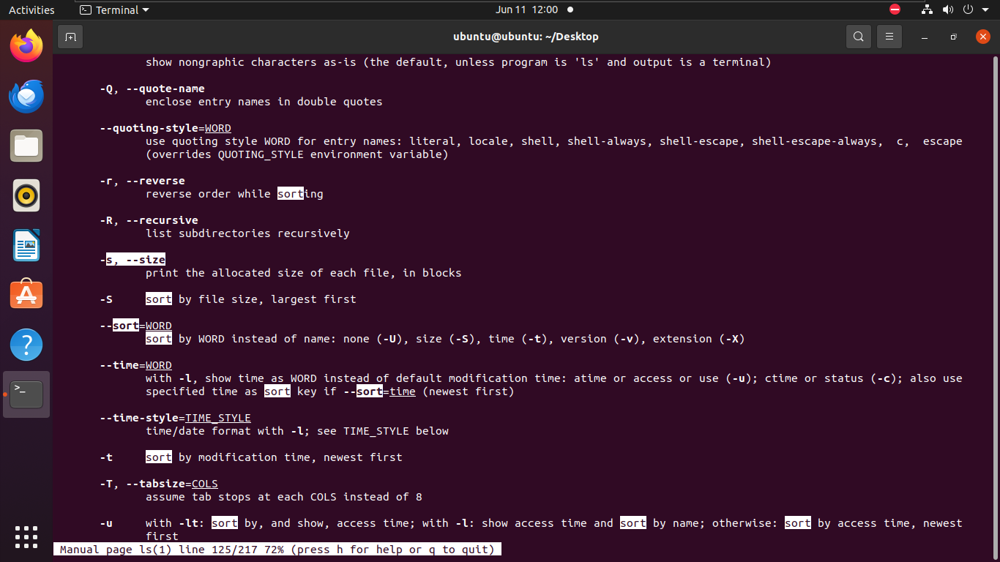 Activities
Terminal
Jun 11 12:00
ubuntu@ubuntu: ~/Desktop
show nongraphic characters as-is (the default, unless program is 'ls' and output is a terminal)
-Q, --quote-name
enclose entry names in double quotes
--quoting-style=WORD
use quoting style WORD for entry names: literal, locale, shell, shell-always, shell-escape, shell-escape-always, c, escape
(overrides QUOTING_STYLE environment variable)
-r, --reverse
reverse order while sorting
-R, --recursive
list subdirectories recursively
-s, --size
print the allocated size of each file, in blocks
-S sort by file size, largest first
--sort=WORD
sort by WORD instead of name: none (-U), size (-S), time (-t), version (-v), extension (-X)
--time=WORD
with -l, show time as WORD instead of default modification time: atime or access or use (-u); ctime or status (-c); also use
specified time as sort key if --sort=time (newest first)
--time-style=TIME_STYLE
time/date format with -l; see TIME_STYLE below
-t sort by modification time, newest first
-T, --tabsize=COLS
assume tab stops at each COLS instead of 8
-u with -lt: sort by, and show, access time; with -l: show access time and sort by name; otherwise: sort by access time, newest
first
Manual page ls(1) line 125/217 72% (press h for help or q to quit)